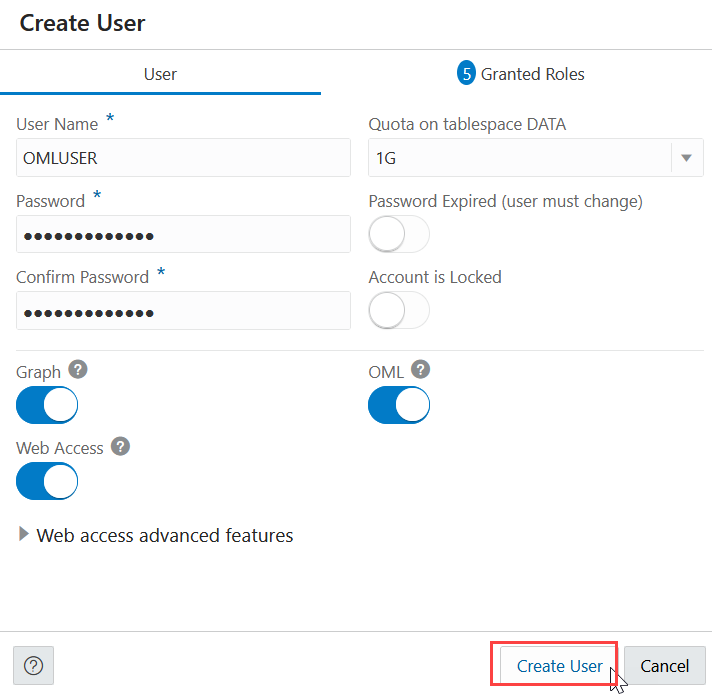 Create User
User
5 Granted Roles
User Name *
Quota on tablespace DATA
OMLUSER
1G
Password *
Password Expired (user must change)
●●●●●●●●●●●●●
Confirm Password *
Account is Locked
●●●●●●●●●●●●●
Graph ?
OML ?
Web Access ?
Web access advanced features
?
Create User
Cancel